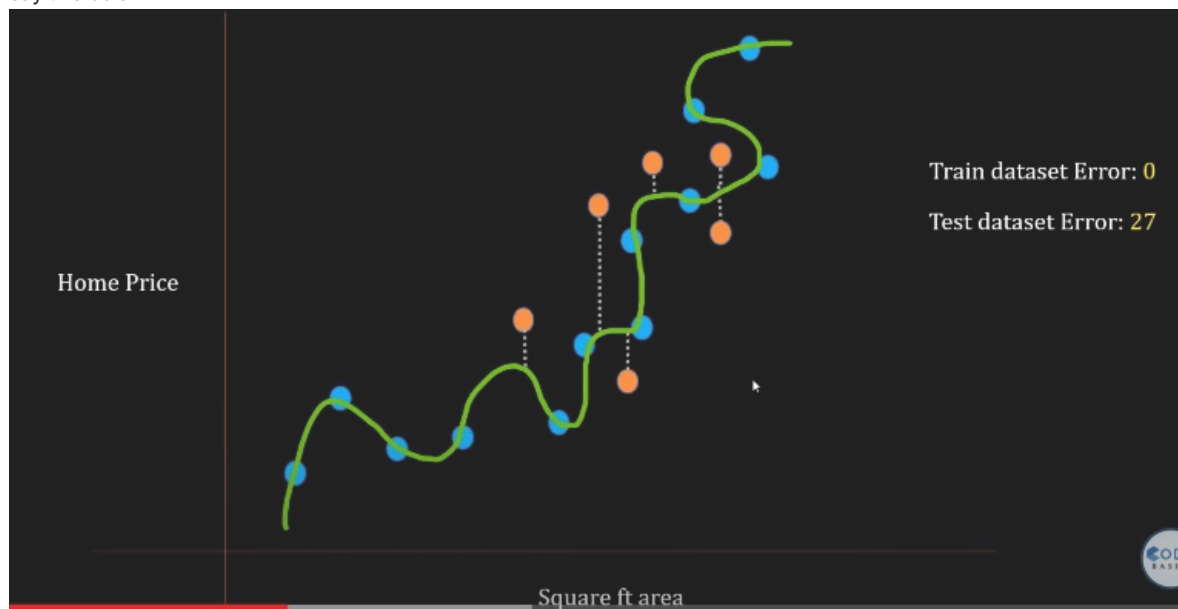 Train dataset Error: 0
Test dataset Error: 27
Home Price
Square ft area